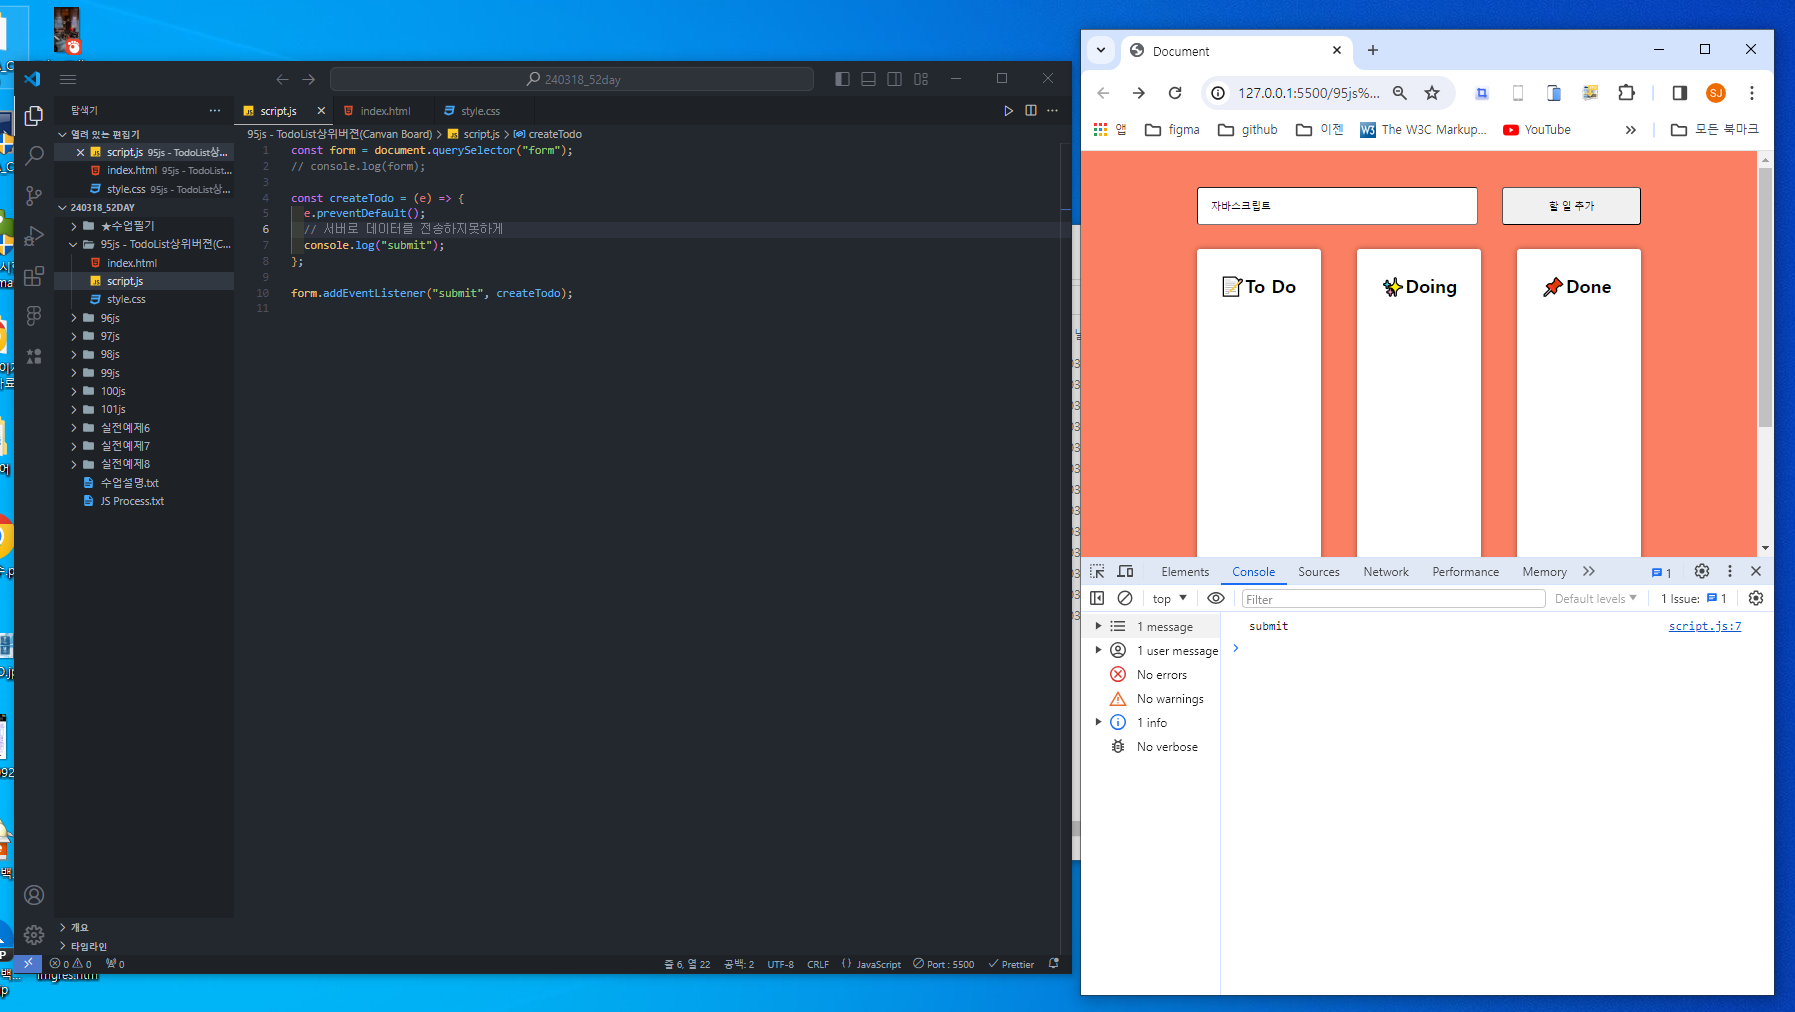 240318_52day
탐색기
script.js
index.html
style.css
열려 있는 편집기
95js - TodoList상위버젼(Canvan Board) > script.js > createTodo
script.js 95js - TodoList상...
index.html 95js - TodoList...
style.css 95js - TodoList상...
240318_52DAY
★수업필기
95js - TodoList상위버젼(C...
index.html
script.js
style.css
96js
97js
98js
99js
100js
101js
실전예제6
실전예제7
실전예제8
수업설명.txt
JS Process.txt
개요
타임라인
1 const form = document.querySelector("form");
2 // console.log(form);
3
4 const createTodo = (e) => {
5 e.preventDefault();
6 // 서버로 데이터를 전송하지못하게
7 console.log("submit");
8 };
9
10 form.addEventListener("submit", createTodo);
11
0 0 0
줄 6, 열 22 공백: 2 UTF-8 CRLF JavaScript Port : 5500 Prettier
Document
127.0.0.1:5500/95js%...
SJ
앱 figma github 이젠 W3 The W3C Markup... YouTube 모든 북마크
자바스크립트
할 일 추가
To Do
Doing
Done
Elements Console Sources Network Performance Memory 1
top Filter Default levels 1 Issue: 1
1 message
1 user message
No errors
No warnings
1 info
No verbose
submit script.js:7